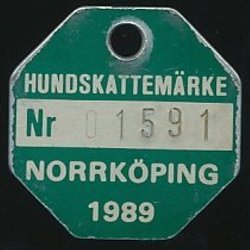 HUNDSKATTEMÄRKE
Nr 01591
NORRKÖPING
1989